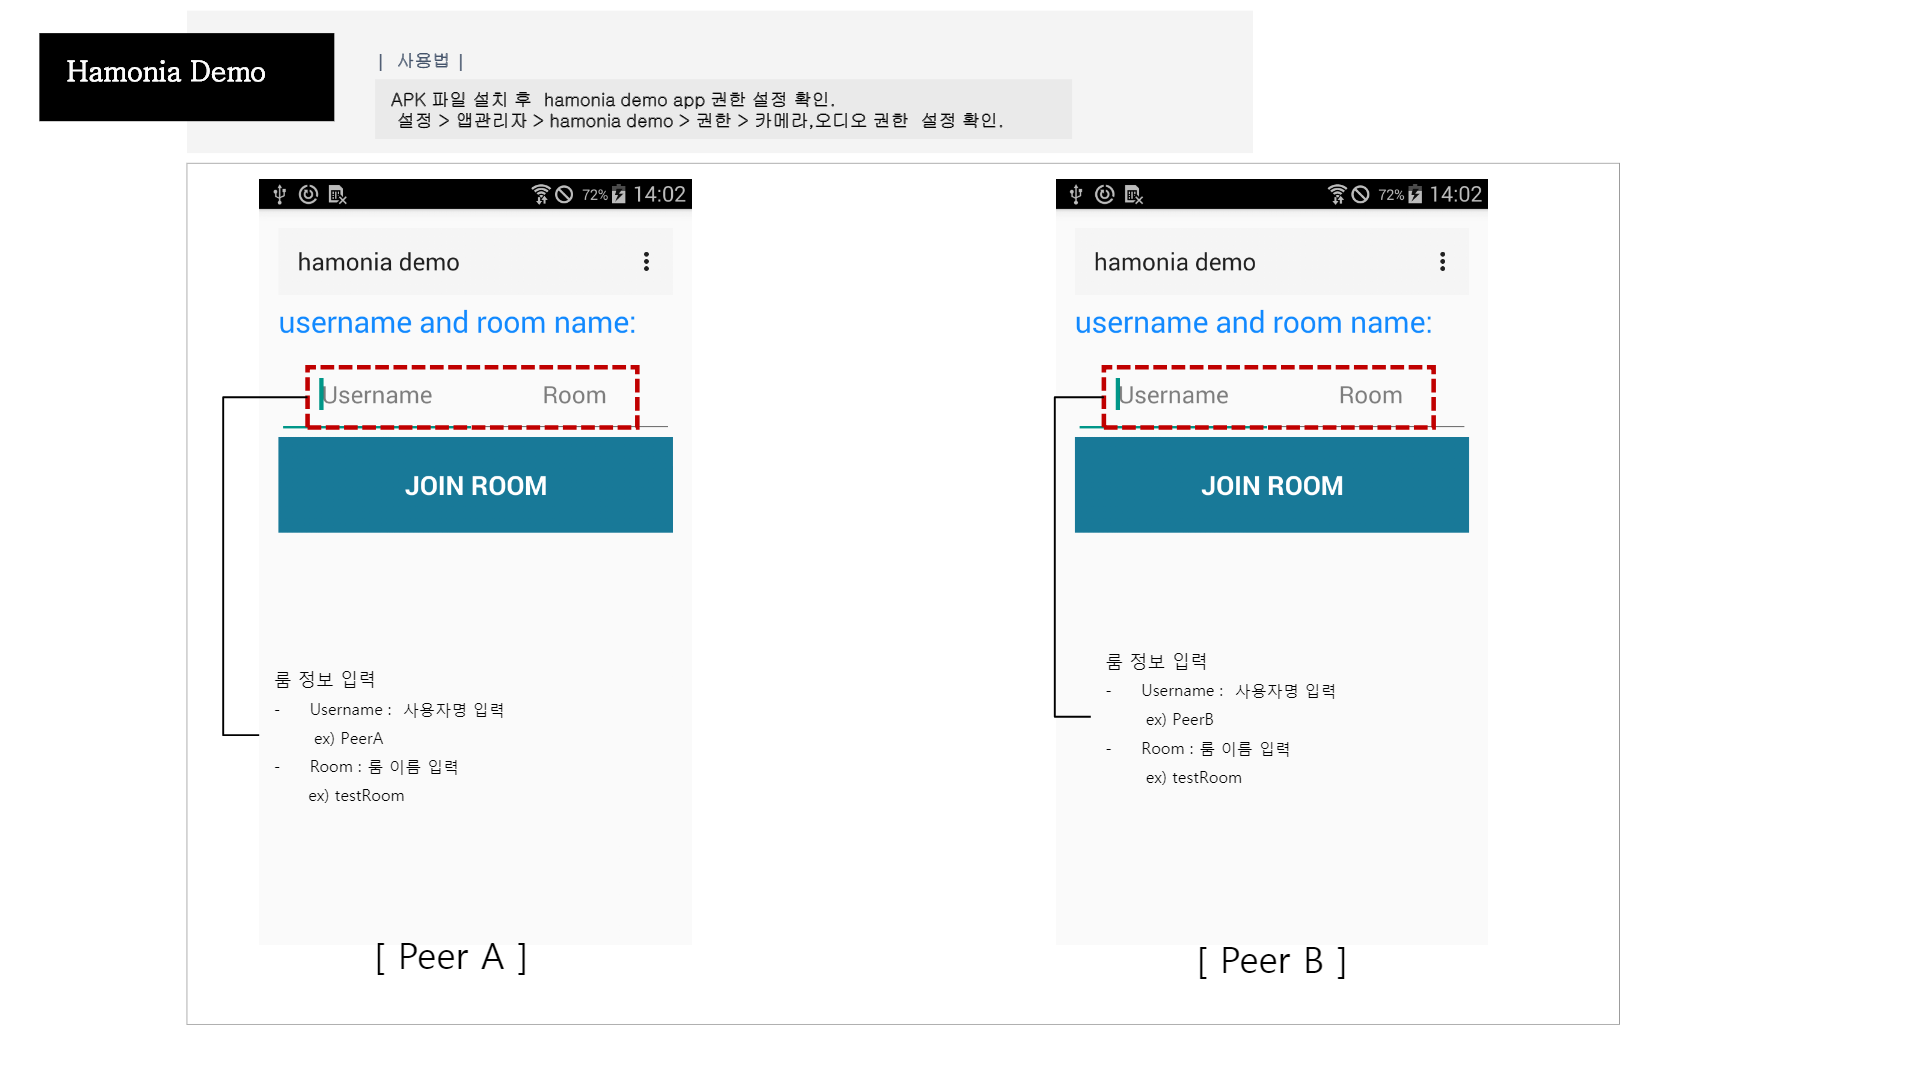 Hamonia Demo
| 사용법 |
APK 파일 설치 후 hamonia demo app 권한 설정 확인.
설정 > 앱관리자 > hamonia demo > 권한 > 카메라,오디오 권한 설정 확인.
72% 14:02
hamonia demo
username and room name:
Username Room
JOIN ROOM
룸 정보 입력
- Username : 사용자명 입력
ex) PeerA
- Room : 룸 이름 입력
ex) testRoom
[ Peer A ]
72% 14:02
hamonia demo
username and room name:
Username Room
JOIN ROOM
룸 정보 입력
- Username : 사용자명 입력
ex) PeerB
- Room : 룸 이름 입력
ex) testRoom
[ Peer B ]